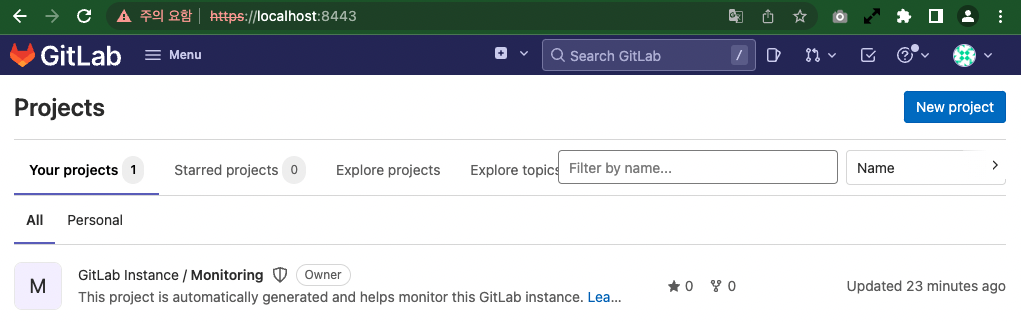 주의 요함 https://localhost:8443
GitLab Menu Search GitLab /
Projects New project
Your projects 1 Starred projects 0 Explore projects Explore topics Filter by name... Name
All Personal
M GitLab Instance / Monitoring Owner
This project is automatically generated and helps monitor this GitLab instance. Lea... 0 0 Updated 23 minutes ago